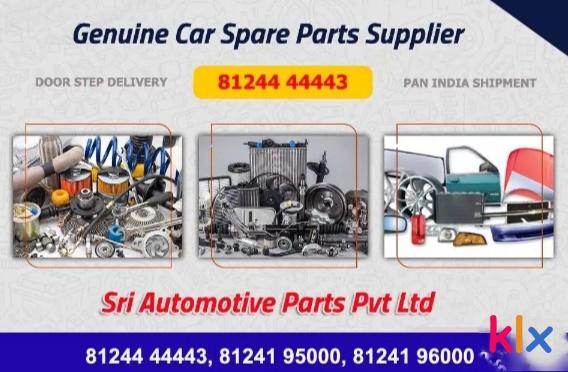 Genuine Car Spare Parts Supplier
DOOR STEP DELIVERY
81244 44443
PAN INDIA SHIPMENT
Sri Automotive Parts Pvt Ltd
81244 44443, 81241 95000, 81241 96000
klx